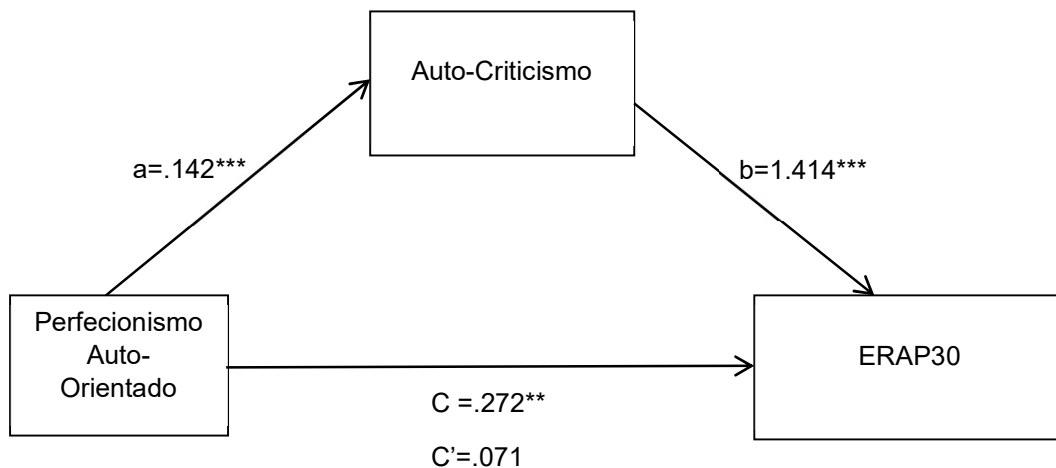 Auto-Criticismo
a=.142***
b=1.414***
Perfecionismo
Auto-
Orientado
ERAP30
C =.272**
C’=.071